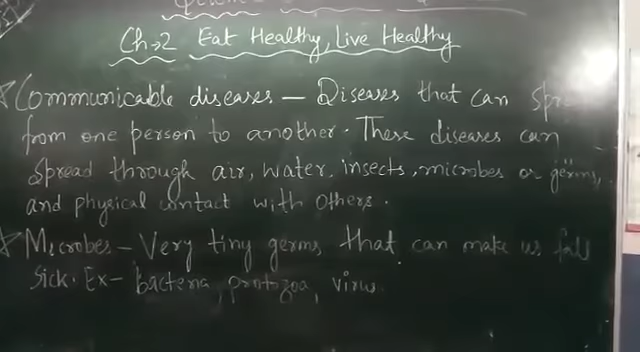 Ch→2 Eat Healthy, Live Healthy
* Communicable diseases – Diseases that can
from one person to another. These diseases can
spread through air, water, insects, microbes or germs,
and physical contact with others.
* Microbes – Very tiny germs that can make us fall
sick. Ex – bacteria, protozoa, virus